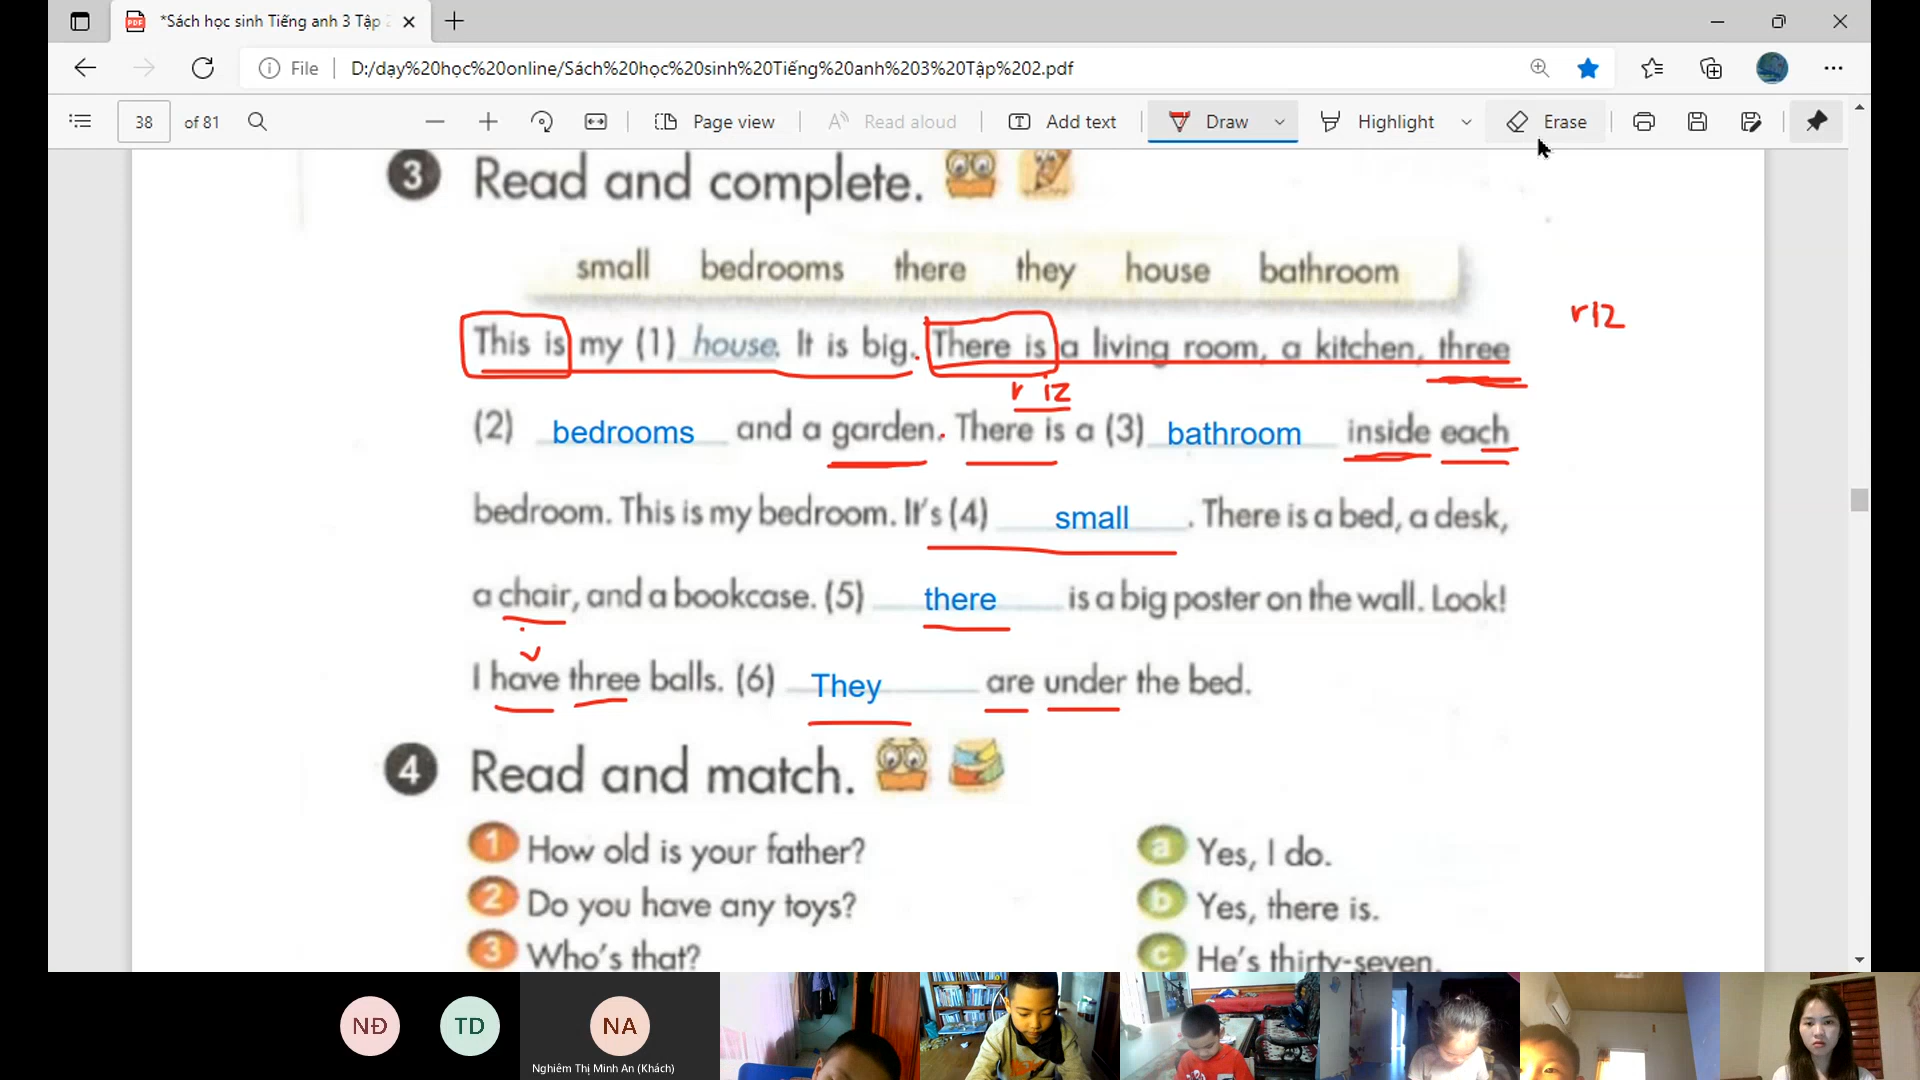 *Sách học sinh Tiếng anh 3 Tập 2
File D:/dạy%20học%20online/Sách%20học%20sinh%20Tiếng%20anh%203%20Tập%202.pdf
38 of 81 Page view Read aloud Add text Draw Highlight Erase
3 Read and complete.
small bedrooms there they house bathroom
r12
This is my (1) house. It is big. There is a living room, a kitchen, three
r iz
(2) bedrooms and a garden. There is a (3) bathroom inside each
bedroom. This is my bedroom. It's (4) small. There is a bed, a desk,
a chair, and a bookcase. (5) there is a big poster on the wall. Look!
I have three balls. (6) They are under the bed.
4 Read and match.
1 How old is your father? a Yes, I do.
2 Do you have any toys? b Yes, there is.
3 Who's that? c He's thirty-seven.
NĐ TD NA
Nghiêm Thị Minh An (Khách)